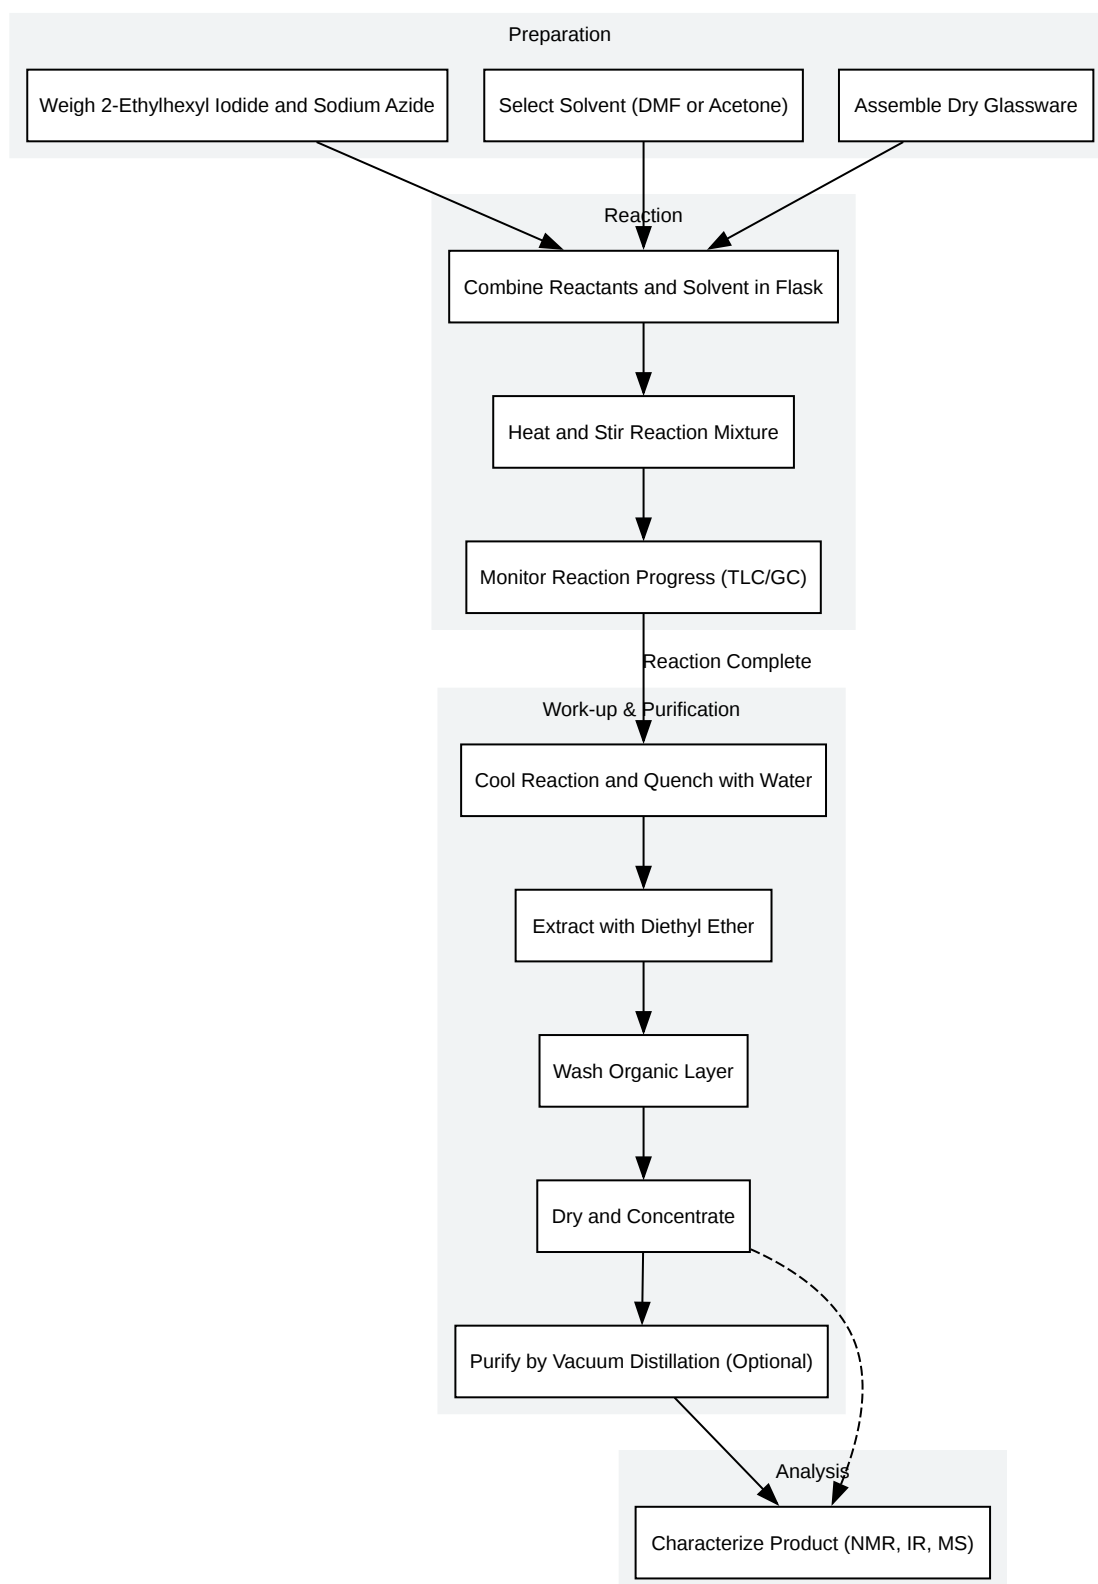 Preparation
Weigh 2-Ethylhexyl Iodide and Sodium Azide
Select Solvent (DMF or Acetone)
Assemble Dry Glassware
Reaction
Combine Reactants and Solvent in Flask
Heat and Stir Reaction Mixture
Monitor Reaction Progress (TLC/GC)
Reaction Complete
Work-up & Purification
Cool Reaction and Quench with Water
Extract with Diethyl Ether
Wash Organic Layer
Dry and Concentrate
Purify by Vacuum Distillation (Optional)
Analysis
Characterize Product (NMR, IR, MS)